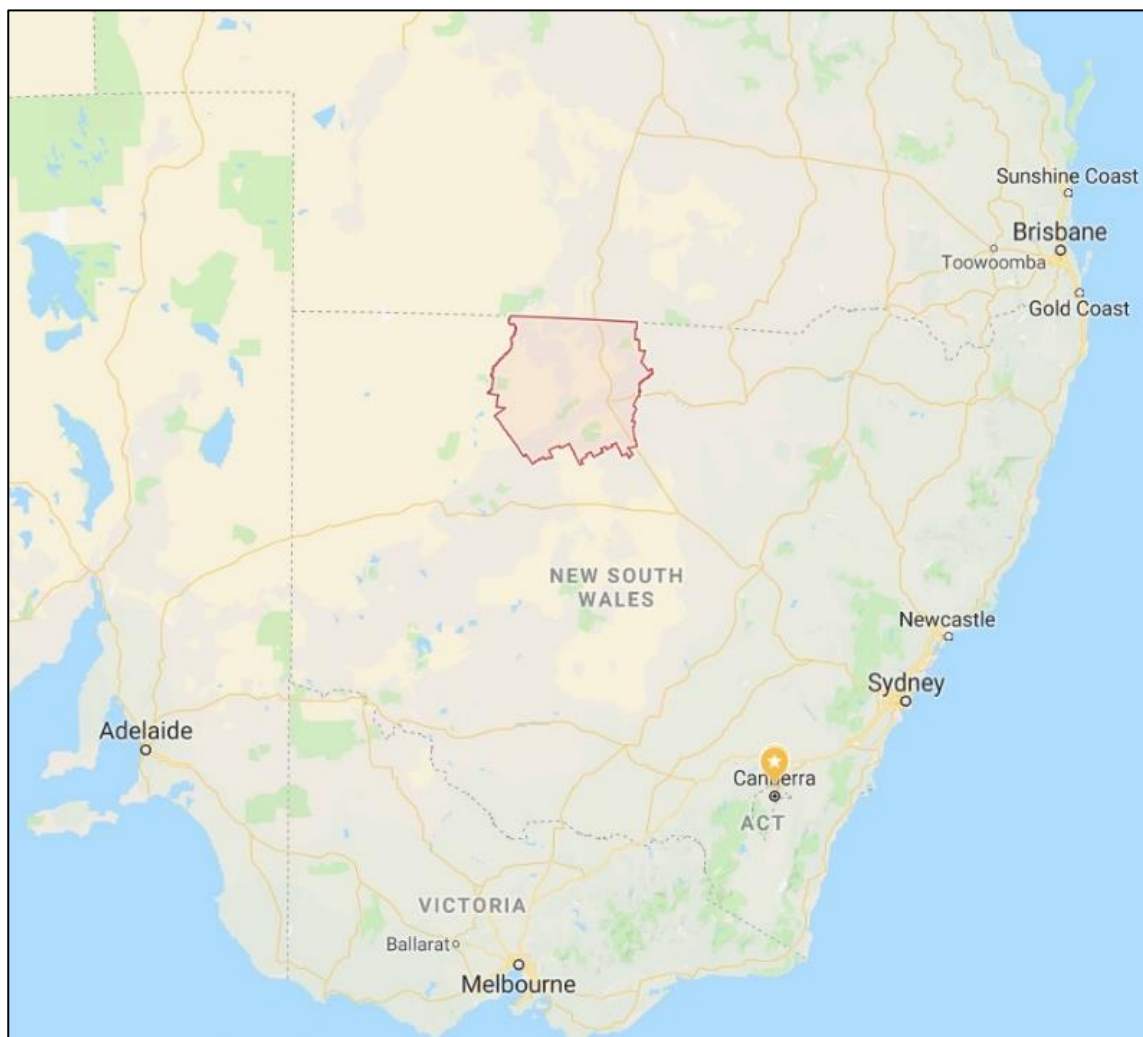 Sunshine Coast
Brisbane
Toowoomba
Gold Coast
NEW SOUTH
WALES
Newcastle
Sydney
Adelaide
Canberra
ACT
VICTORIA
Ballarat
Melbourne